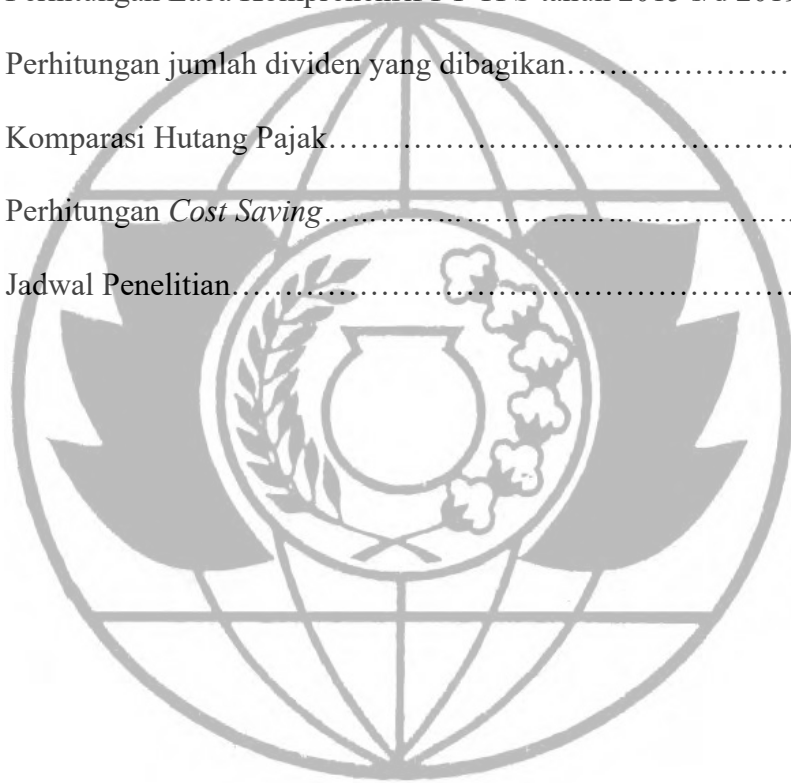 Perhitungan jumlah dividen yang dibagikan……………………
Komparasi Hutang Pajak……………………………………………
Perhitungan Cost Saving……………………………………………
Jadwal Penelitian……………………………………………………